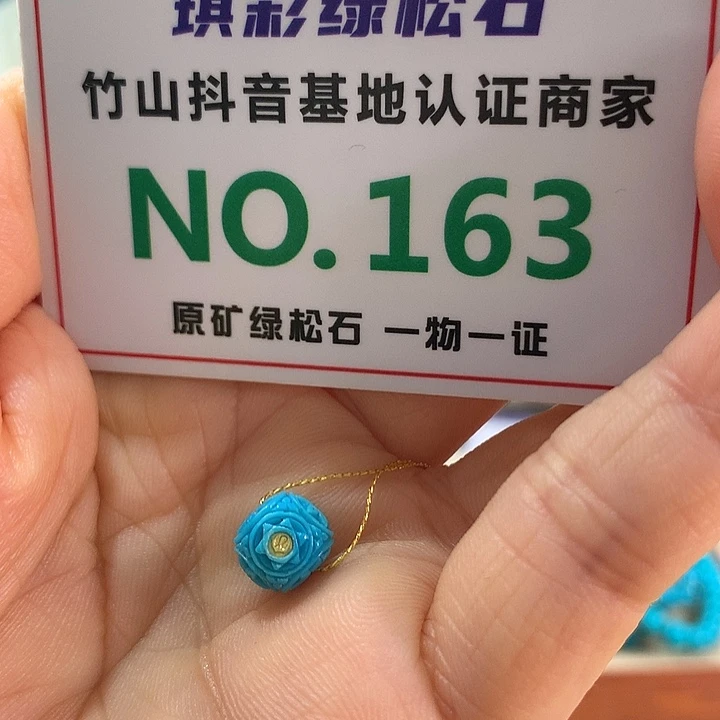 琪彩绿松石
竹山抖音基地认证商家
NO.163
原矿绿松石 一物一证